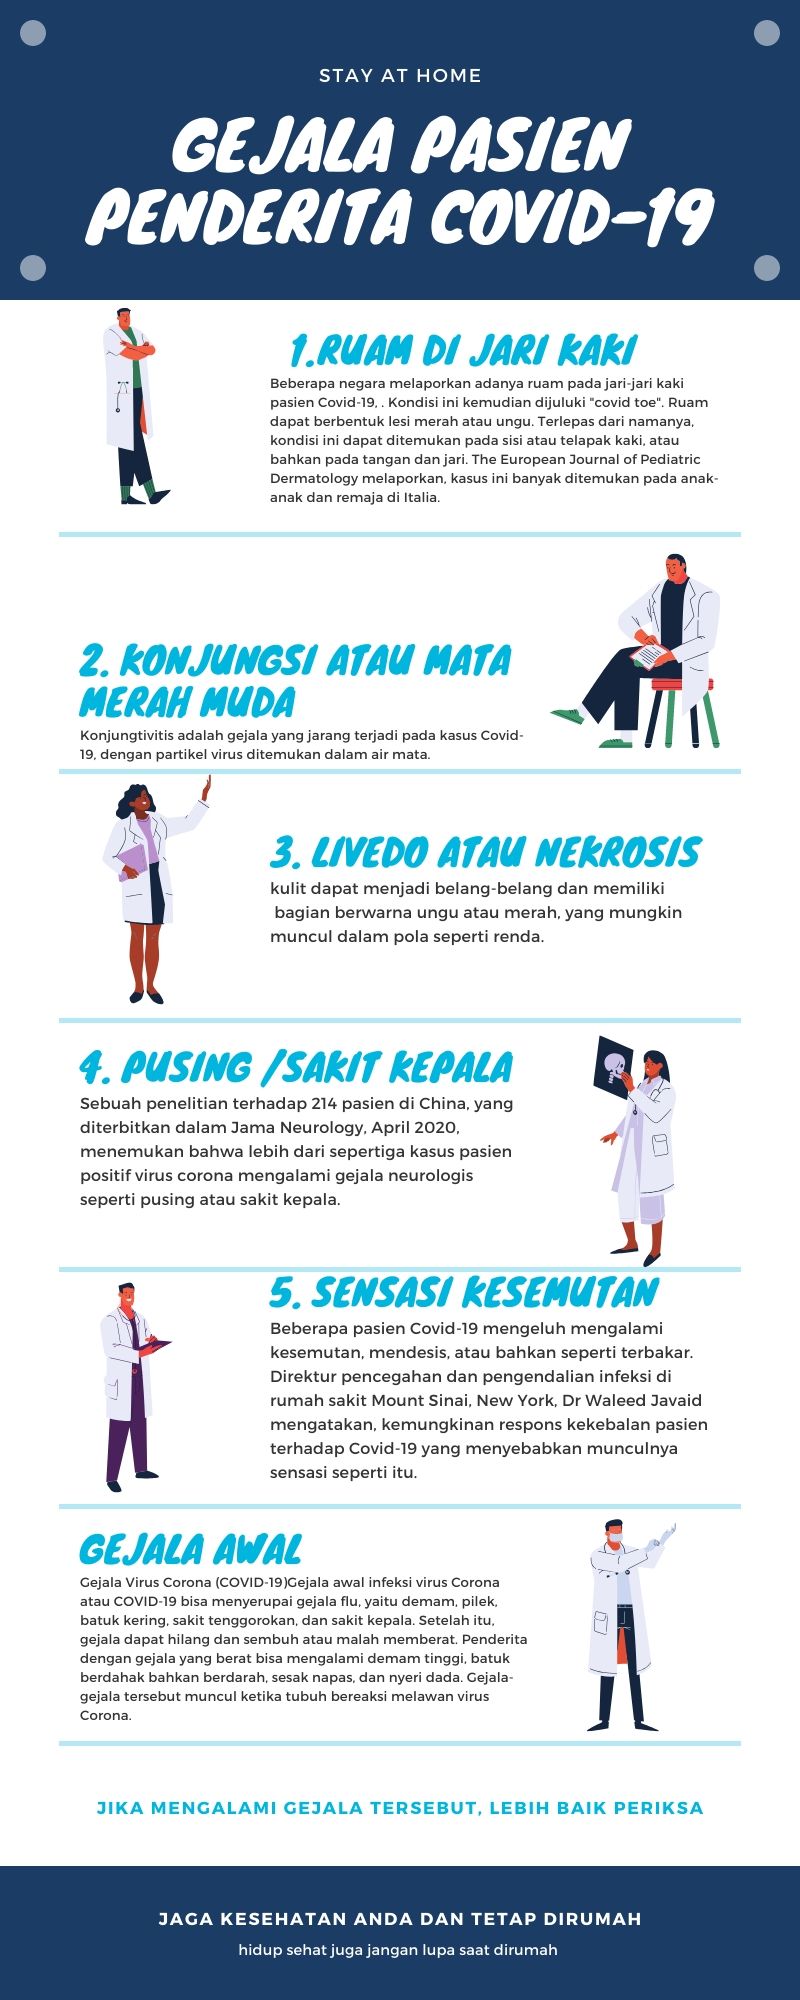 STAY AT HOME
GEJALA PASIEN
PENDERITA COVID-19
1.RUAM DI JARI KAKI
Beberapa negara melaporkan adanya ruam pada jari-jari kaki
pasien Covid-19, . Kondisi ini kemudian dijuluki "covid toe". Ruam
dapat berbentuk lesi merah atau ungu. Terlepas dari namanya,
kondisi ini dapat ditemukan pada sisi atau telapak kaki, atau
bahkan pada tangan dan jari. The European Journal of Pediatric
Dermatology melaporkan, kasus ini banyak ditemukan pada anak-
anak dan remaja di Italia.
2. KONJUNGSI ATAU MATA
MERAH MUDA
Konjungtivitis adalah gejala yang jarang terjadi pada kasus Covid-
19, dengan partikel virus ditemukan dalam air mata.
3. LIVEDO ATAU NEKROSIS
kulit dapat menjadi belang-belang dan memiliki
bagian berwarna ungu atau merah, yang mungkin
muncul dalam pola seperti renda.
4. PUSING /SAKIT KEPALA
Sebuah penelitian terhadap 214 pasien di China, yang
diterbitkan dalam Jama Neurology, April 2020,
menemukan bahwa lebih dari sepertiga kasus pasien
positif virus corona mengalami gejala neurologis
seperti pusing atau sakit kepala.
5. SENSASI KESEMUTAN
Beberapa pasien Covid-19 mengeluh mengalami
kesemutan, mendesis, atau bahkan seperti terbakar.
Direktur pencegahan dan pengendalian infeksi di
rumah sakit Mount Sinai, New York, Dr Waleed Javaid
mengatakan, kemungkinan respons kekebalan pasien
terhadap Covid-19 yang menyebabkan munculnya
sensasi seperti itu.
GEJALA AWAL
Gejala Virus Corona (COVID-19)Gejala awal infeksi virus Corona
atau COVID-19 bisa menyerupai gejala flu, yaitu demam, pilek,
batuk kering, sakit tenggorokan, dan sakit kepala. Setelah itu,
gejala dapat hilang dan sembuh atau malah memberat. Penderita
dengan gejala yang berat bisa mengalami demam tinggi, batuk
berdahak bahkan berdarah, sesak napas, dan nyeri dada. Gejala-
gejala tersebut muncul ketika tubuh bereaksi melawan virus
Corona.
JIKA MENGALAMI GEJALA TERSEBUT, LEBIH BAIK PERIKSA
JAGA KESEHATAN ANDA DAN TETAP DIRUMAH
hidup sehat juga jangan lupa saat dirumah